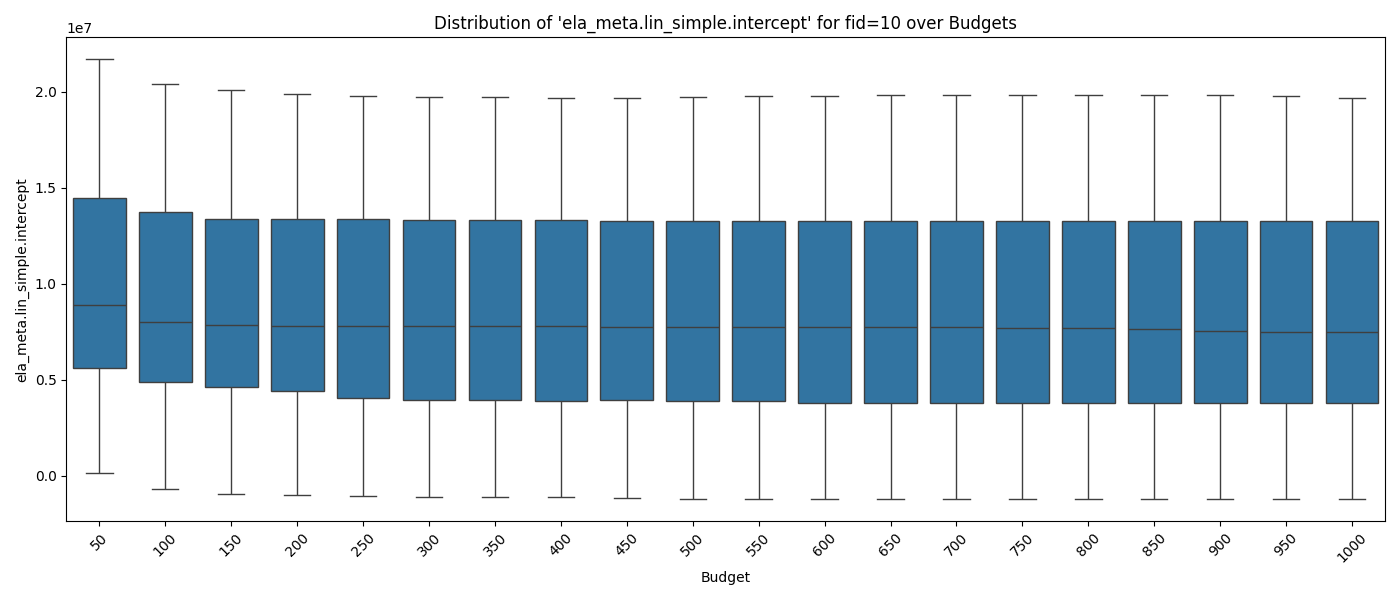 Distribution of 'ela_meta.lin_simple.intercept' for fid=10 over Budgets
1e7
2.0
1.5
1.0
0.5
0.0
ela_meta.lin_simple.intercept
50 100 150 200 250 300 350 400 450 500 550 600 650 700 750 800 850 900 950 1000
Budget